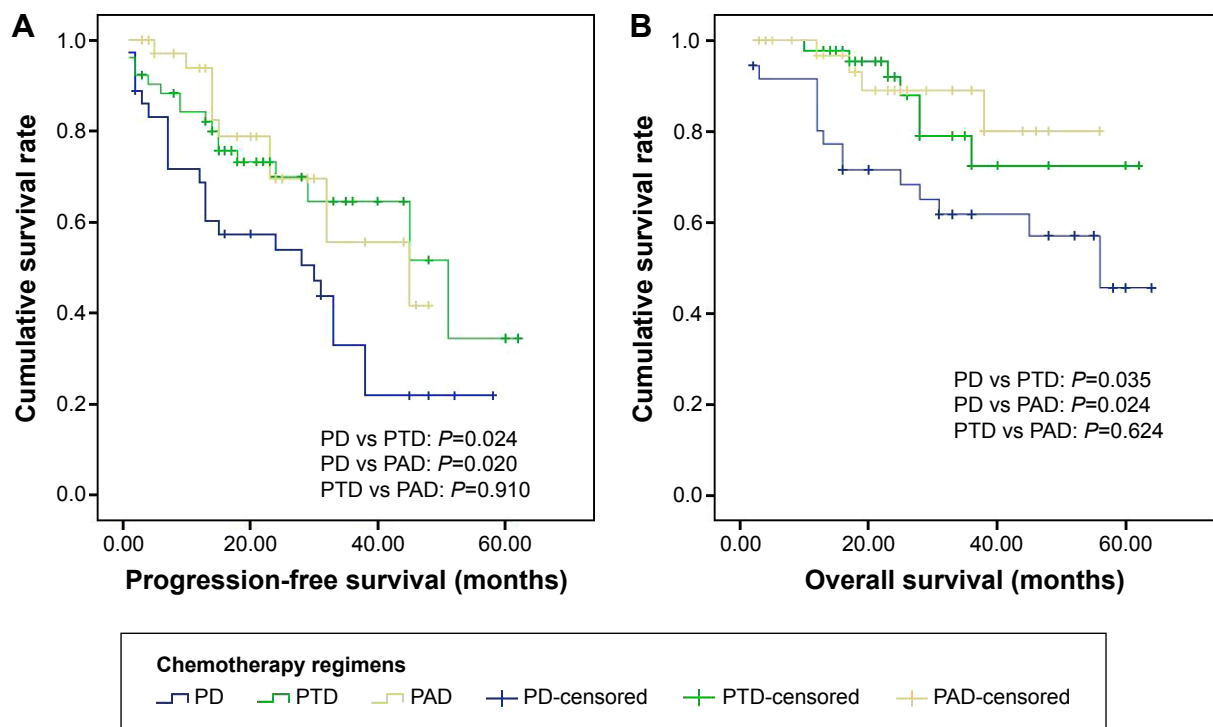 A
Cumulative survival rate
1.0
0.8
0.6
0.4
0.2
0.0
PD vs PTD: P=0.024
PD vs PAD: P=0.020
PTD vs PAD: P=0.910
0.00 20.00 40.00 60.00
Progression-free survival (months)
B
Cumulative survival rate
1.0
0.8
0.6
0.4
0.2
0.0
PD vs PTD: P=0.035
PD vs PAD: P=0.024
PTD vs PAD: P=0.624
0.00 20.00 40.00 60.00
Overall survival (months)
Chemotherapy regimens
PD PTD PAD PD-censored PTD-censored PAD-censored